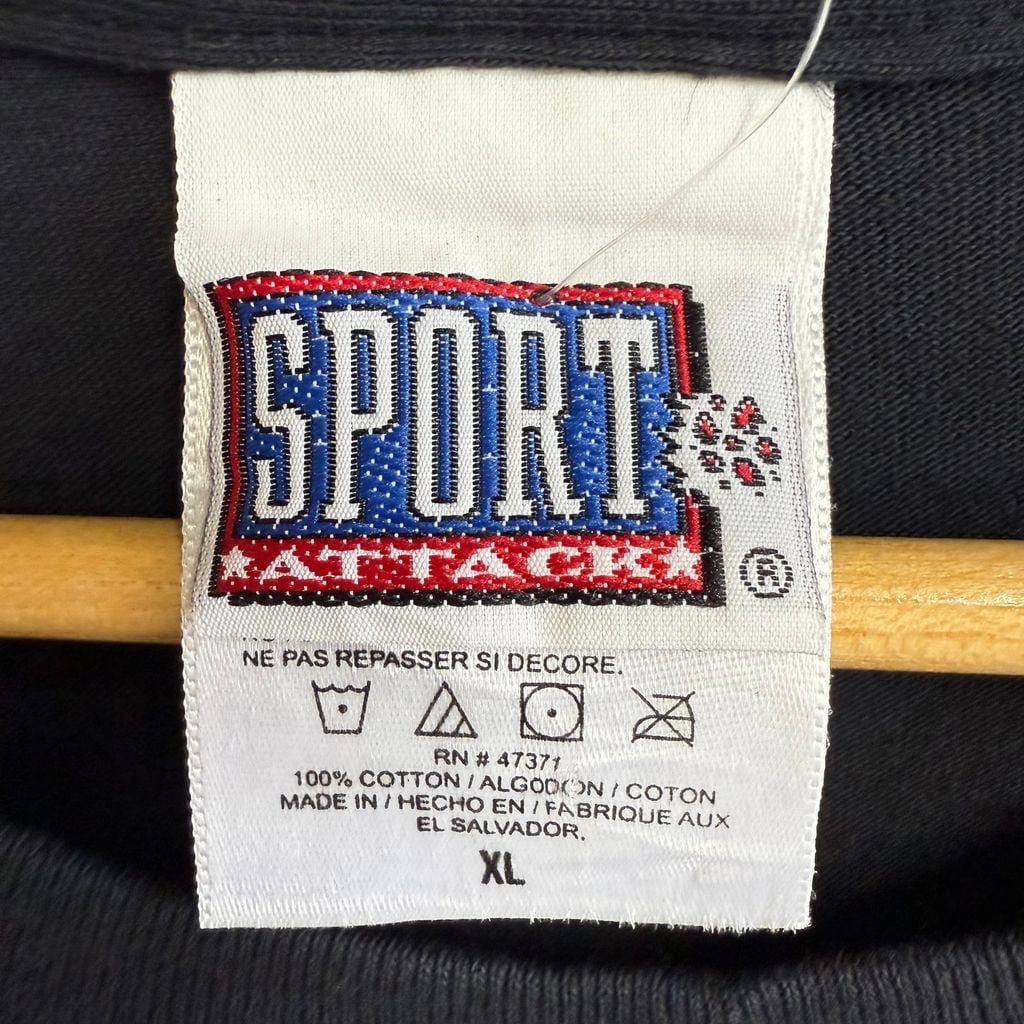 SPORT
ATTACK
®
NE PAS REPASSER SI DECORE.
RN # 47371
100% COTTON / ALGODON / COTON
MADE IN / HECHO EN / FABRIQUE AUX
EL SALVADOR.
XL